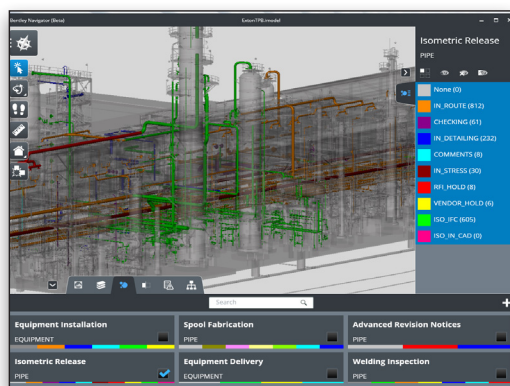 Bentley Navigator (Beta)
ExtonTPB.imodel
Isometric Release
PIPE
None (0)
IN_ROUTE (812)
CHECKING (61)
IN_DETAILING (232)
COMMENTS (8)
IN_STRESS (30)
RFI_HOLD (8)
VENDOR_HOLD (6)
ISO_IFC (605)
ISO_IN_CAD (0)
Search
Equipment Installation
EQUIPMENT
Spool Fabrication
PIPE
Advanced Revision Notices
PIPE
Isometric Release
PIPE
Equipment Delivery
EQUIPMENT
Welding Inspection
PIPE